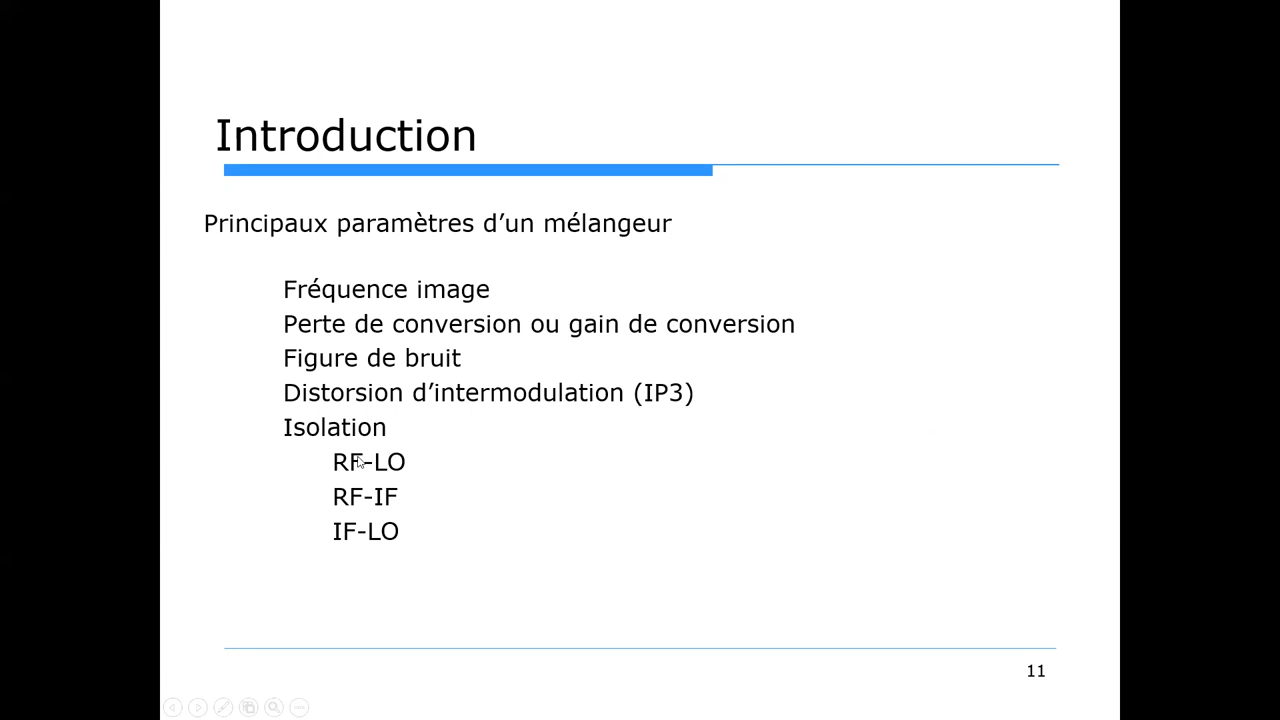 Introduction
Principaux paramètres d’un mélangeur
Fréquence image
Perte de conversion ou gain de conversion
Figure de bruit
Distorsion d’intermodulation (IP3)
Isolation
RF-LO
RF-IF
IF-LO
11